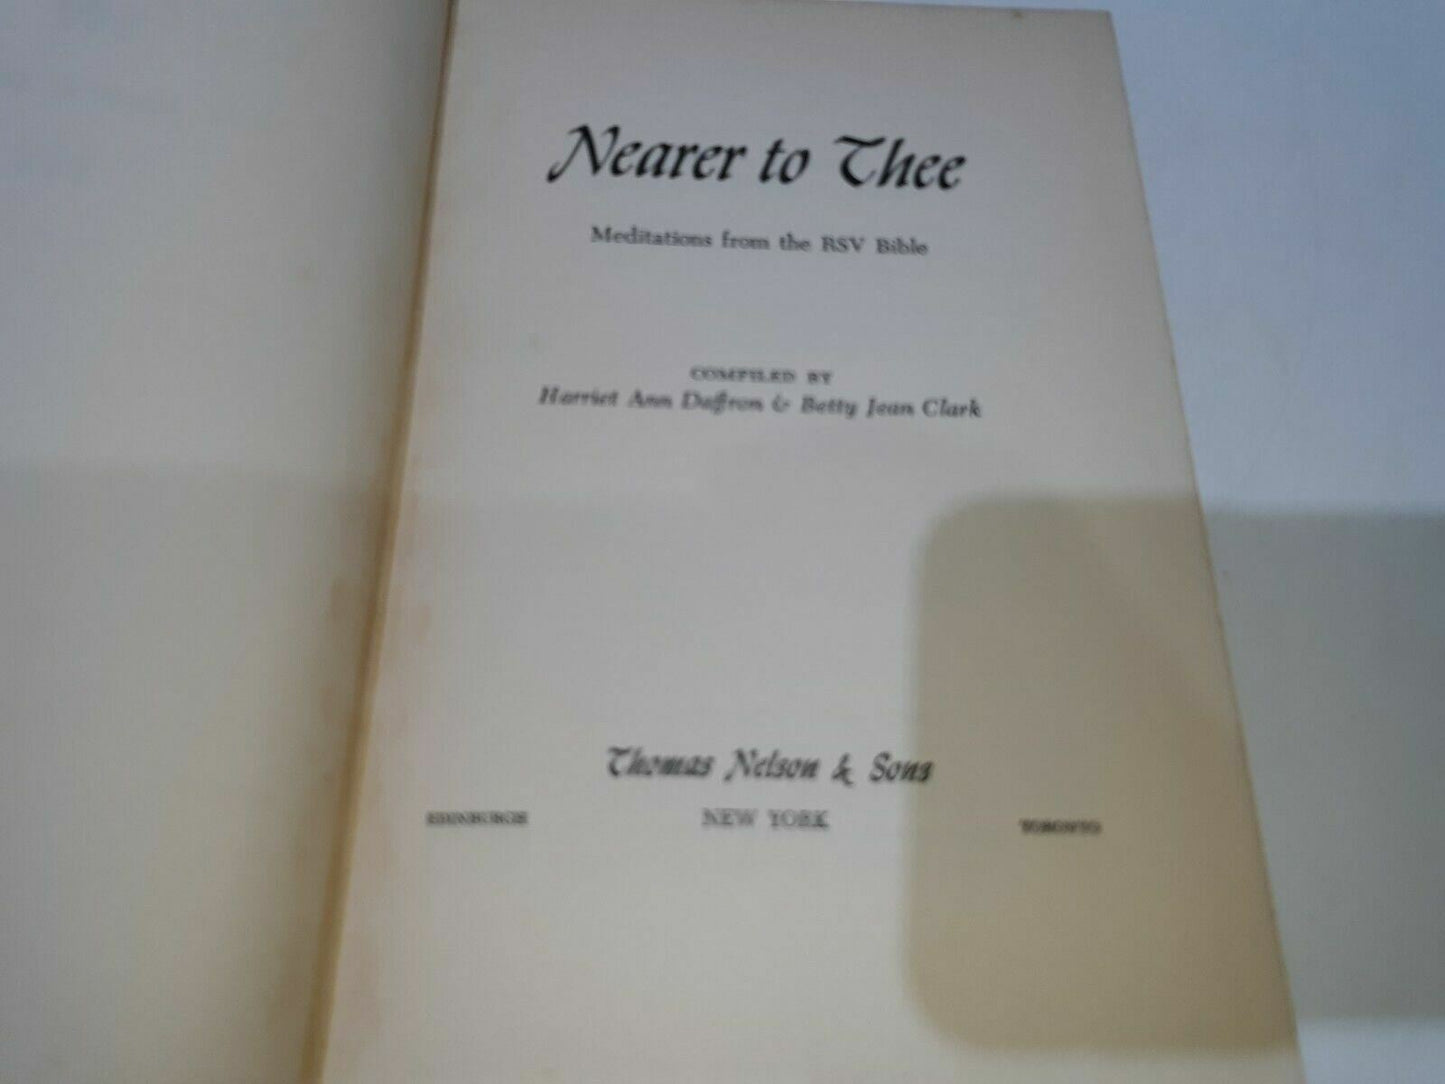 Nearer to Thee
Meditations from the RSV Bible
COMPILED BY
Harriet Ann Daffron & Betty Jean Clark
Thomas Nelson & Sons
EDINBURGH NEW YORK TORONTO